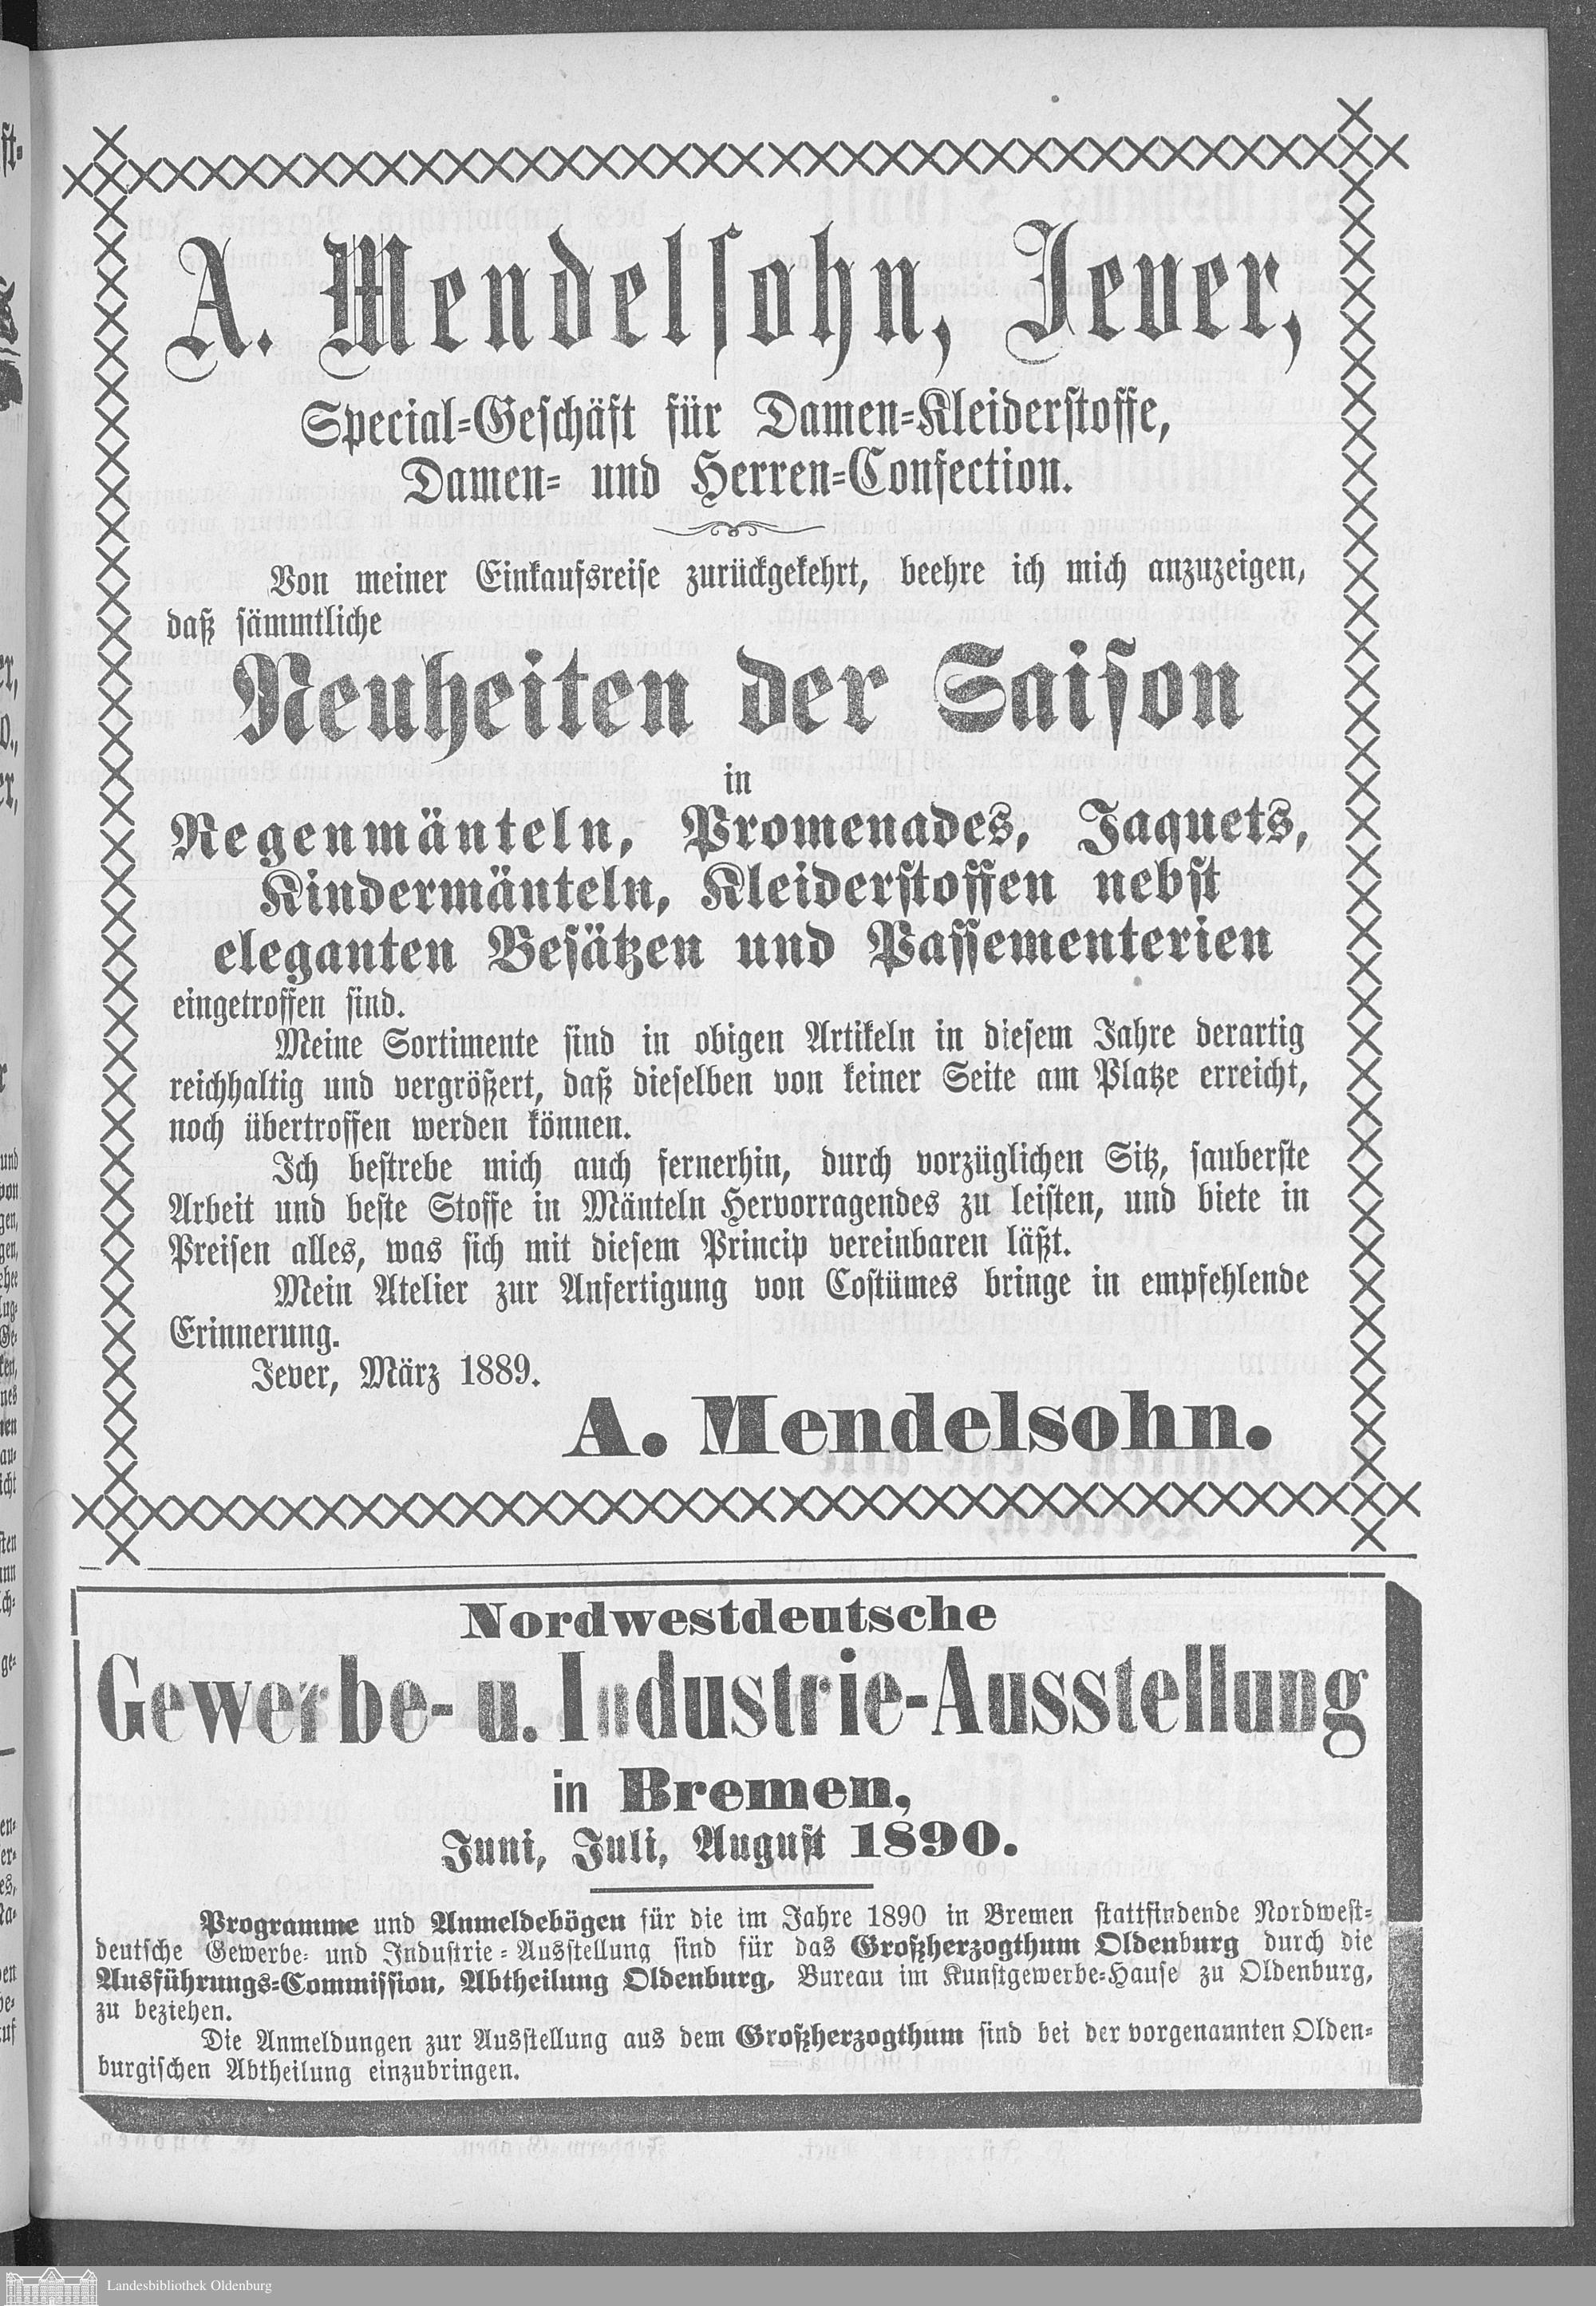 A. Mendelsohn, Jever,
Special-Geschäft für Damen-Kleiderstoffe,
Damen- und Herren-Confection.
Von meiner Einkaufsreise zurückgekehrt, beehre ich mich anzuzeigen,
daß sämmtliche
Neuheiten der Saison
in
Regenmänteln, Promenades, Jaquets,
Kindermänteln, Kleiderstoffen nebst
eleganten Besätzen und Passementerien
eingetroffen sind.
Meine Sortimente sind in obigen Artikeln in diesem Jahre derartig
reichhaltig und vergrößert, daß dieselben von keiner Seite am Platze erreicht,
noch übertroffen werden können.
Ich bestrebe mich auch fernerhin, durch vorzüglichen Sitz, sauberste
Arbeit und beste Stoffe in Mänteln Hervorragendes zu leisten, und biete in
Preisen alles, was sich mit diesem Princip vereinbaren läßt.
Mein Atelier zur Anfertigung von Costümes bringe in empfehlende
Erinnerung.
Jever, März 1889.
A. Mendelsohn.
Nordwestdeutsche
Gewerbe- u. Industrie-Ausstellung
in Bremen,
Juni, Juli, August 1890.
Programme und Anmeldebögen für die im Jahre 1890 in Bremen stattfindende Nordwest-
deutsche Gewerbe- und Industrie-Ausstellung sind für das Großherzogthum Oldenburg durch die
Ausführungs-Commission, Abtheilung Oldenburg, Bureau im Kunstgewerbe-Hause zu Oldenburg,
zu beziehen.
Die Anmeldungen zur Ausstellung aus dem Großherzogthum sind bei der vorgenannten Olden-
burgischen Abtheilung einzubringen.
Landesbibliothek Oldenburg